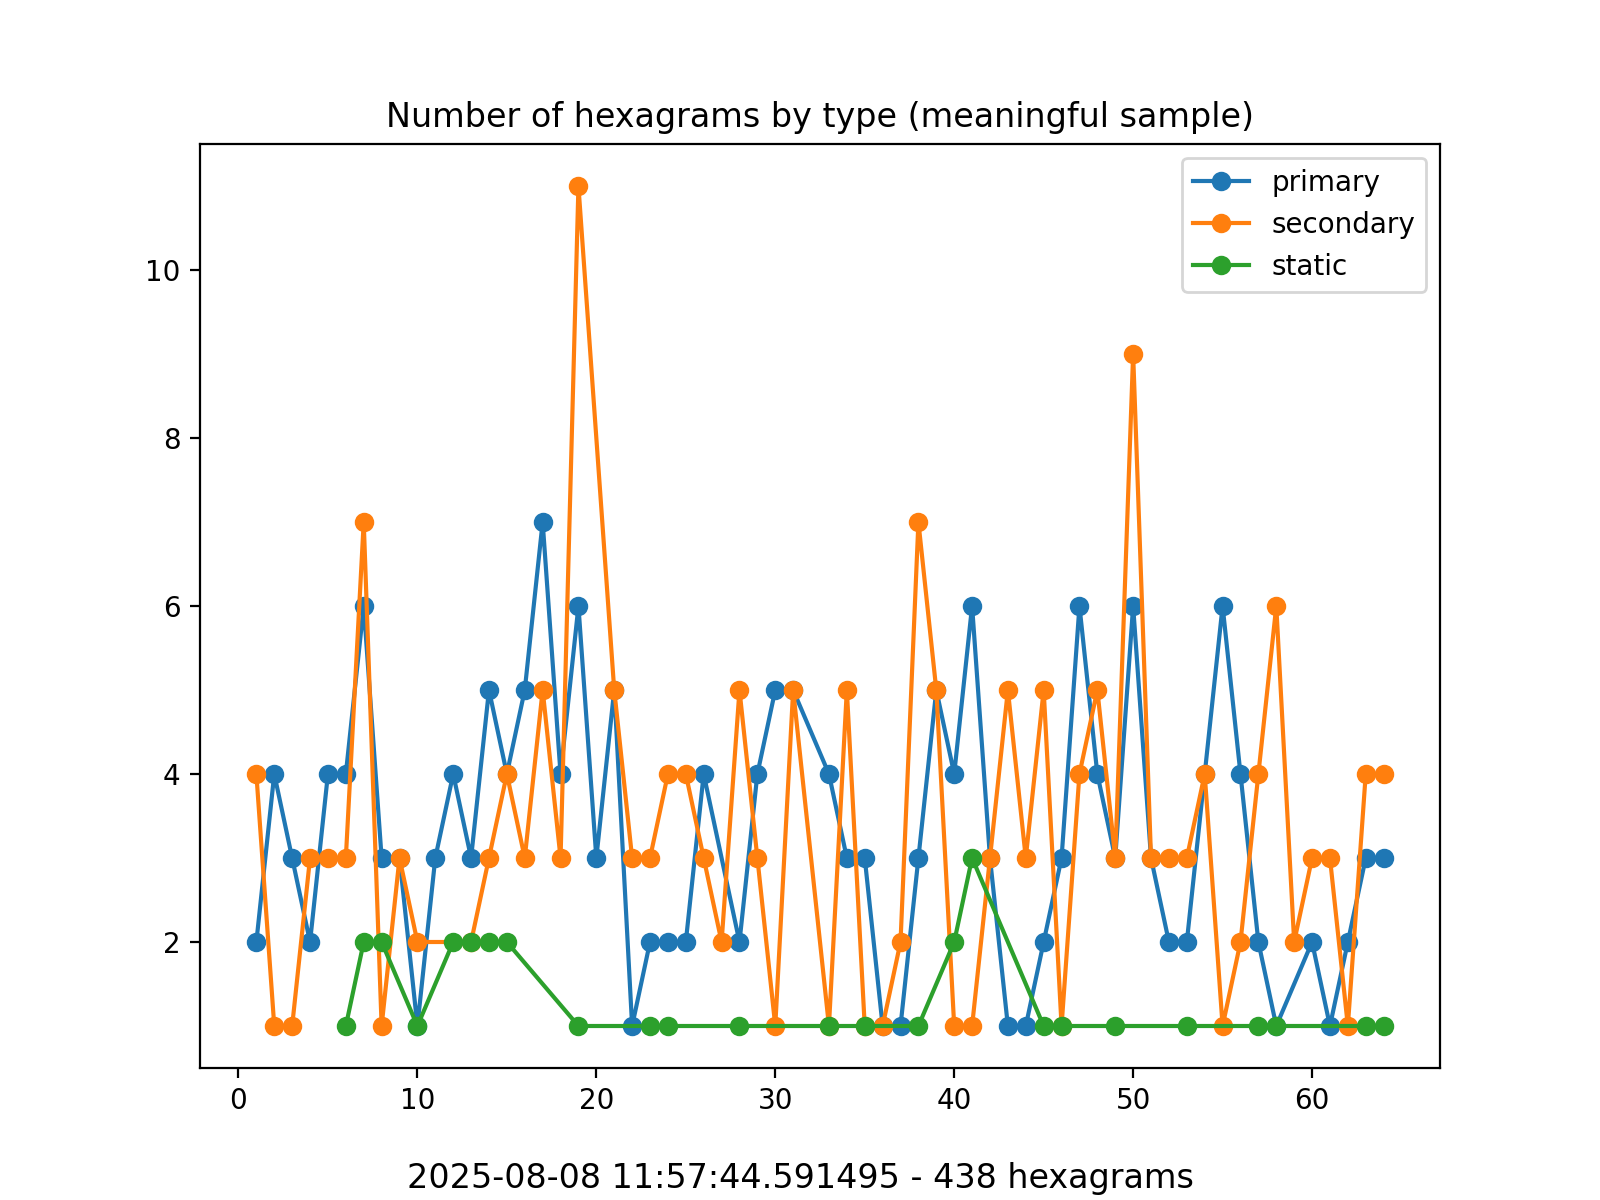 Number of hexagrams by type (meaningful sample)
primary
secondary
static
10
8
6
4
2
0 10 20 30 40 50 60
2025-08-08 11:57:44.591495 - 438 hexagrams